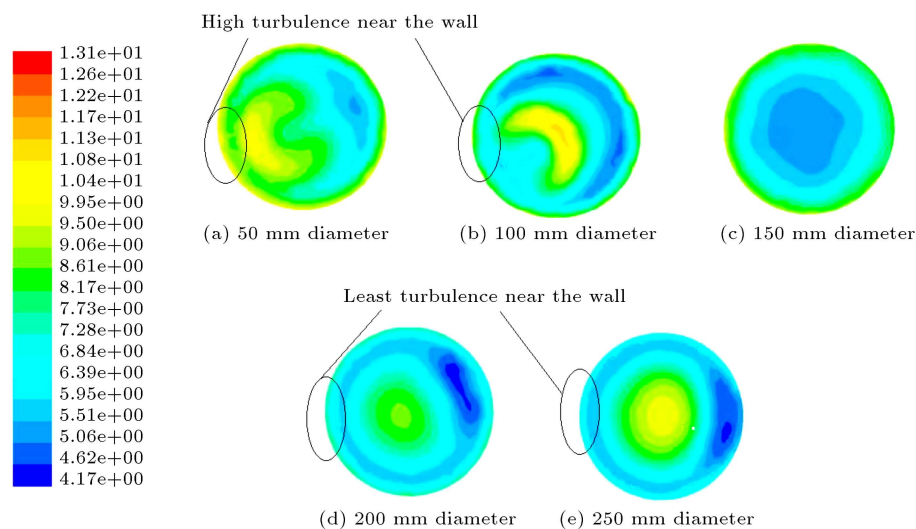 High turbulence near the wall
1.31e+01
1.26e+01
1.22e+01
1.17e+01
1.13e+01
1.08e+01
1.04e+01
9.95e+00
9.50e+00
9.06e+00
8.61e+00
8.17e+00
7.73e+00
7.28e+00
6.84e+00
6.39e+00
5.95e+00
5.51e+00
5.06e+00
4.62e+00
4.17e+00
(a) 50 mm diameter
(b) 100 mm diameter
(c) 150 mm diameter
Least turbulence near the wall
(d) 200 mm diameter
(e) 250 mm diameter